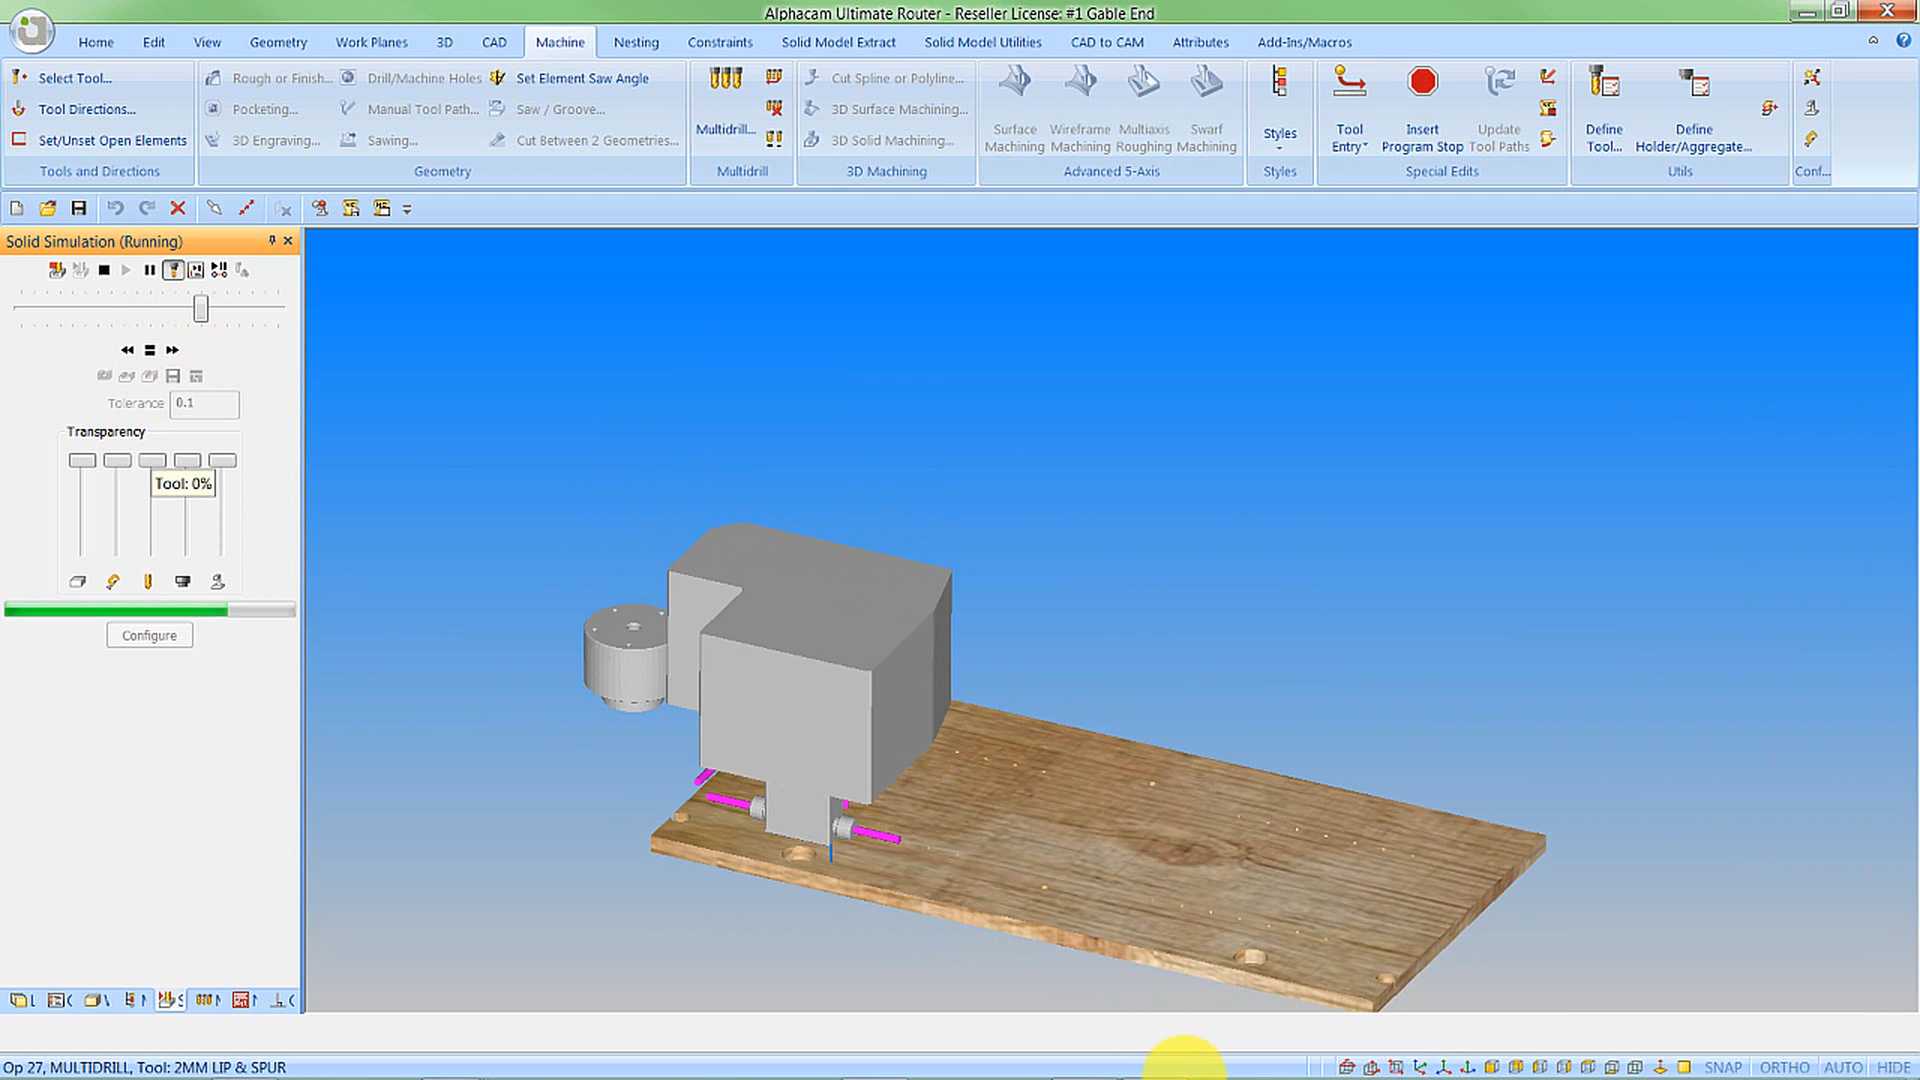 Alphacam Ultimate Router - Reseller License: #1 Gable End
Home Edit View Geometry Work Planes 3D CAD Machine Nesting Constraints Solid Model Extract Solid Model Utilities CAD to CAM Attributes Add-Ins/Macros
Select Tool...
Tool Directions...
Set/Unset Open Elements
Tools and Directions
Rough or Finish... Drill/Machine Holes Set Element Saw Angle
Pocketing... Manual Tool Path... Saw / Groove...
3D Engraving... Sawing... Cut Between 2 Geometries...
Geometry
Multidrill...
Multidrill
Cut Spline or Polyline...
3D Surface Machining...
3D Solid Machining...
3D Machining
Surface Machining
Wireframe Machining
Multiaxis Roughing
Swarf Machining
Advanced 5-Axis
Styles
Styles
Tool Entry
Insert Program Stop
Update Tool Paths
Special Edits
Define Tool...
Define Holder/Aggregate...
Utils
Conf...
Solid Simulation (Running)
Tolerance 0.1
Transparency
Tool: 0%
Configure
Op 27, MULTIDRILL, Tool: 2MM LIP & SPUR
SNAP ORTHO AUTO HIDE